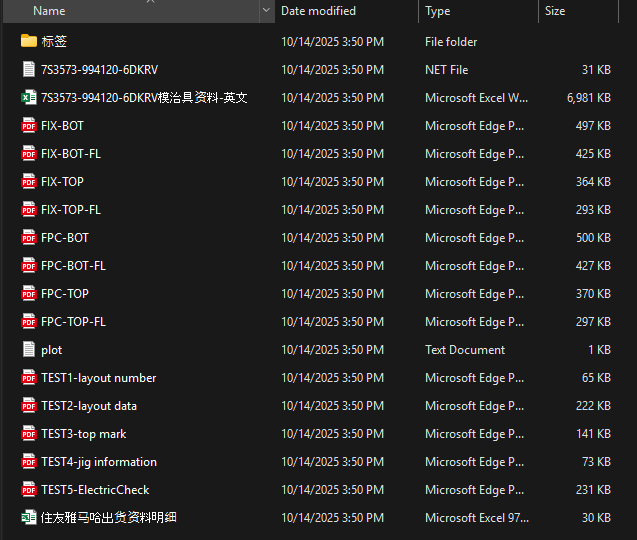 Name Date modified Type Size
标签 10/14/2025 3:50 PM File folder
7S3573-994120-6DKRV 10/14/2025 3:50 PM NET File 31 KB
7S3573-994120-6DKRV模治具资料-英文 10/14/2025 3:50 PM Microsoft Excel W... 6,981 KB
FIX-BOT 10/14/2025 3:50 PM Microsoft Edge P... 497 KB
FIX-BOT-FL 10/14/2025 3:50 PM Microsoft Edge P... 425 KB
FIX-TOP 10/14/2025 3:50 PM Microsoft Edge P... 364 KB
FIX-TOP-FL 10/14/2025 3:50 PM Microsoft Edge P... 293 KB
FPC-BOT 10/14/2025 3:50 PM Microsoft Edge P... 500 KB
FPC-BOT-FL 10/14/2025 3:50 PM Microsoft Edge P... 427 KB
FPC-TOP 10/14/2025 3:50 PM Microsoft Edge P... 370 KB
FPC-TOP-FL 10/14/2025 3:50 PM Microsoft Edge P... 297 KB
plot 10/14/2025 3:50 PM Text Document 1 KB
TEST1-layout number 10/14/2025 3:50 PM Microsoft Edge P... 65 KB
TEST2-layout data 10/14/2025 3:50 PM Microsoft Edge P... 222 KB
TEST3-top mark 10/14/2025 3:50 PM Microsoft Edge P... 141 KB
TEST4-jig information 10/14/2025 3:50 PM Microsoft Edge P... 73 KB
TEST5-ElectricCheck 10/14/2025 3:50 PM Microsoft Edge P... 231 KB
住友雅马哈出货资料明细 10/14/2025 3:50 PM Microsoft Excel 97... 30 KB